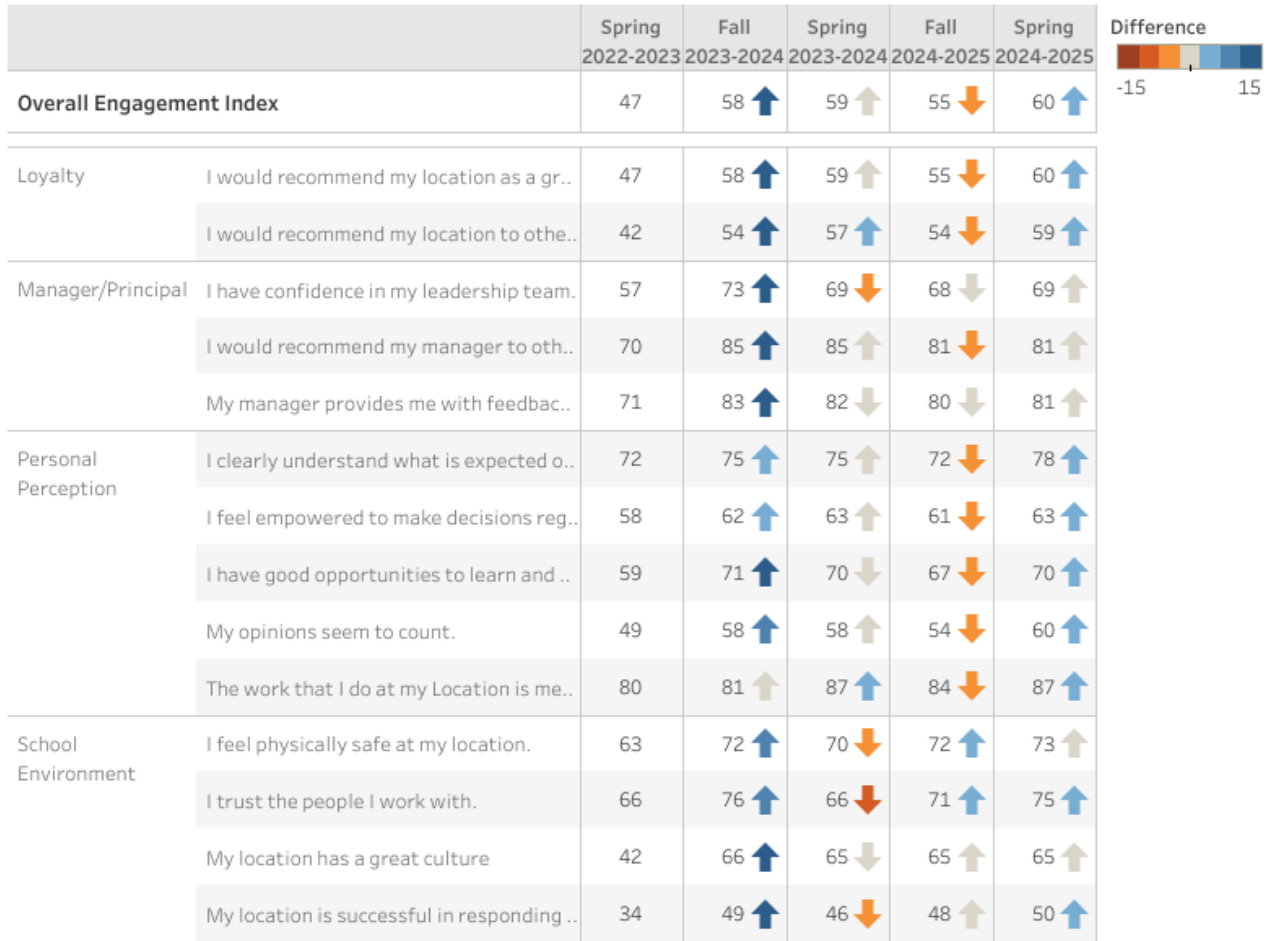 Spring Fall Spring Fall Spring Difference
2022-2023 2023-2024 2023-2024 2024-2025 2024-2025
-15 15
Overall Engagement Index 47 58 59 55 60
Loyalty I would recommend my location as a gr.. 47 58 59 55 60
I would recommend my location to othe.. 42 54 57 54 59
Manager/Principal I have confidence in my leadership team. 57 73 69 68 69
I would recommend my manager to oth.. 70 85 85 81 81
My manager provides me with feedbac.. 71 83 82 80 81
Personal Perception I clearly understand what is expected o.. 72 75 75 72 78
I feel empowered to make decisions reg.. 58 62 63 61 63
I have good opportunities to learn and .. 59 71 70 67 70
My opinions seem to count. 49 58 58 54 60
The work that I do at my Location is me.. 80 81 87 84 87
School Environment I feel physically safe at my location. 63 72 70 72 73
I trust the people I work with. 66 76 66 71 75
My location has a great culture 42 66 65 65 65
My location is successful in responding .. 34 49 46 48 50